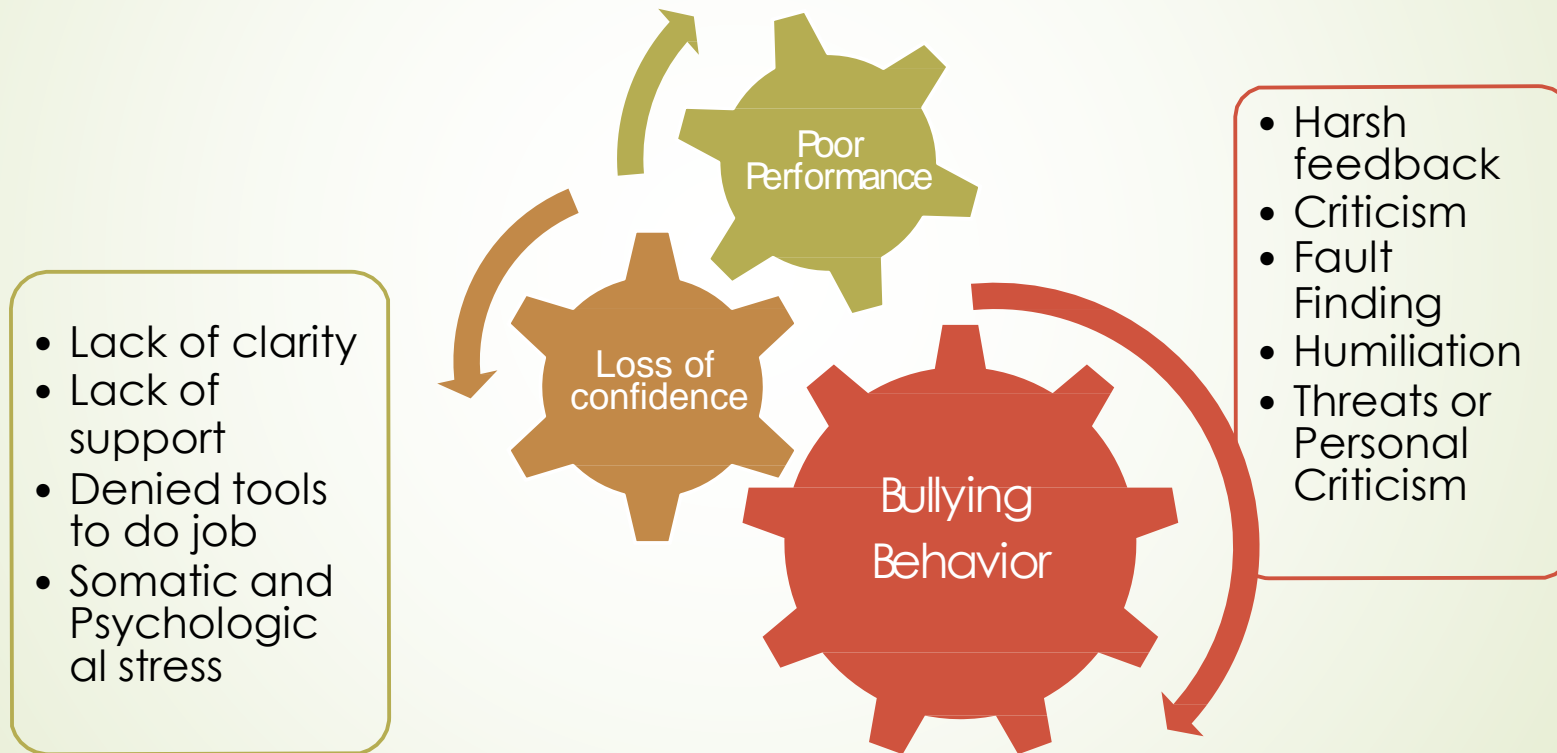 Poor
Performance
Loss of
confidence
Bullying
Behavior
• Lack of clarity
• Lack of
support
• Denied tools
to do job
• Somatic and
Psychologic
al stress
• Harsh
feedback
• Criticism
• Fault
Finding
• Humiliation
• Threats or
Personal
Criticism